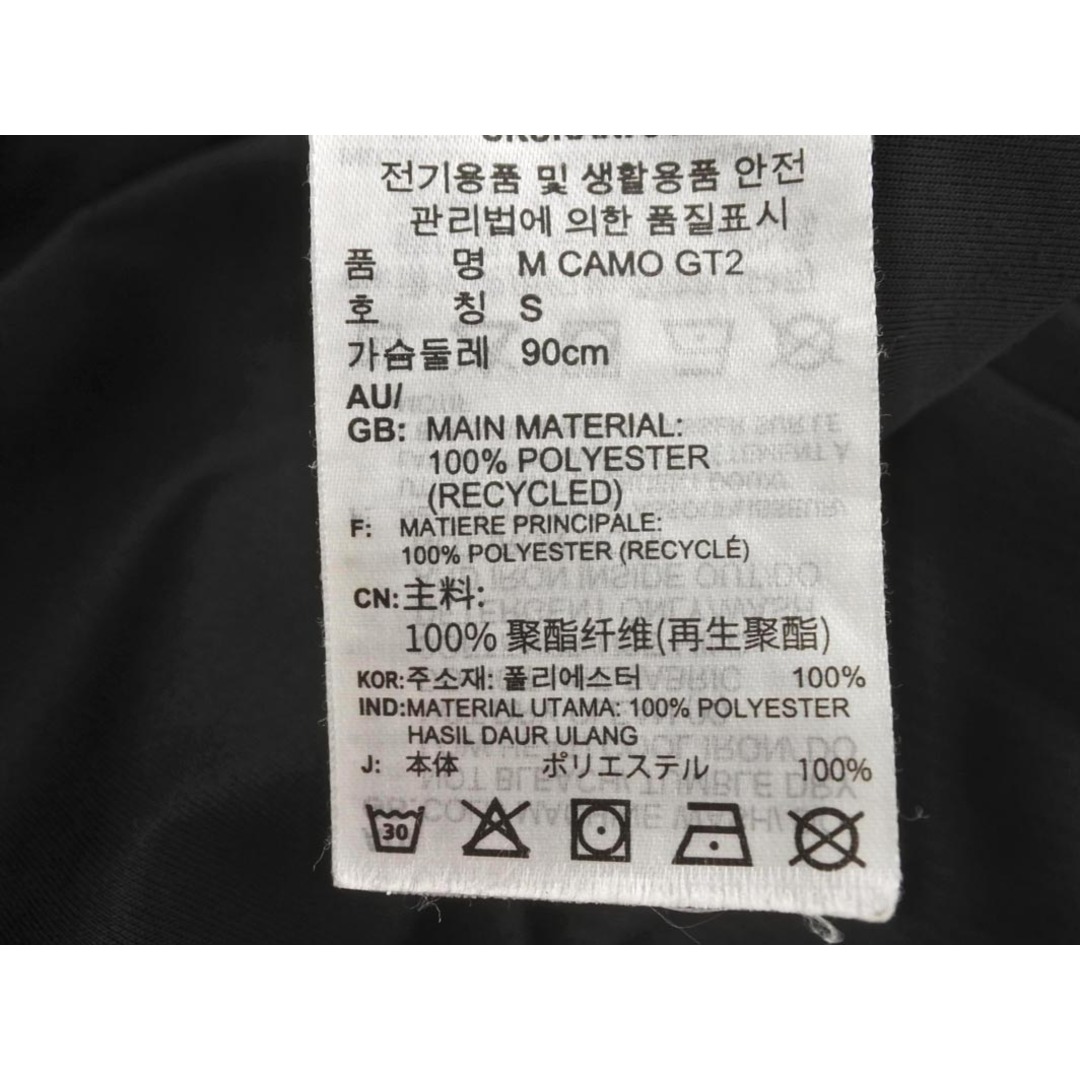 전기용품 및 생활용품 안전
관리법에 의한 품질표시
품 명 M CAMO GT2
호 칭 S
가슴둘레 90cm
AU/
GB: MAIN MATERIAL:
100% POLYESTER
(RECYCLED)
F: MATIERE PRINCIPALE:
100% POLYESTER (RECYCLÉ)
CN:主料:
100% 聚酯纤维(再生聚酯)
KOR:주소재: 폴리에스터 100%
IND:MATERIAL UTAMA: 100% POLYESTER
HASIL DAUR ULANG
J: 本体 ポリエステル 100%
30